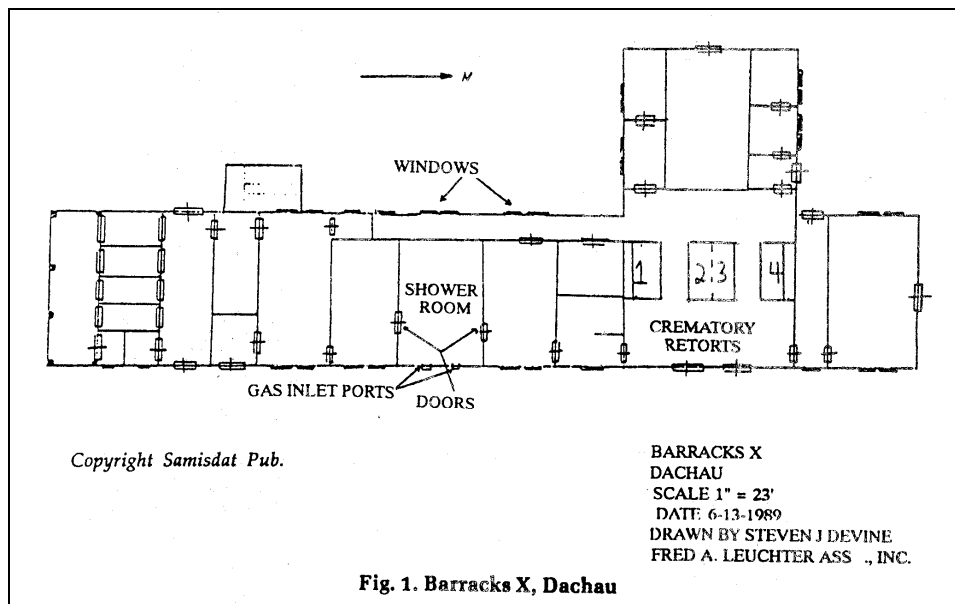 M
WINDOWS
SHOWER
ROOM
1
2
3
4
CREMATORY
RETORTS
GAS INLET PORTS
DOORS
Copyright Samisdat Pub.
BARRACKS X
DACHAU
SCALE 1" = 23'
DATE 6-13-1989
DRAWN BY STEVEN J DEVINE
FRED A. LEUCHTER ASS ., INC.
Fig. 1. Barracks X, Dachau